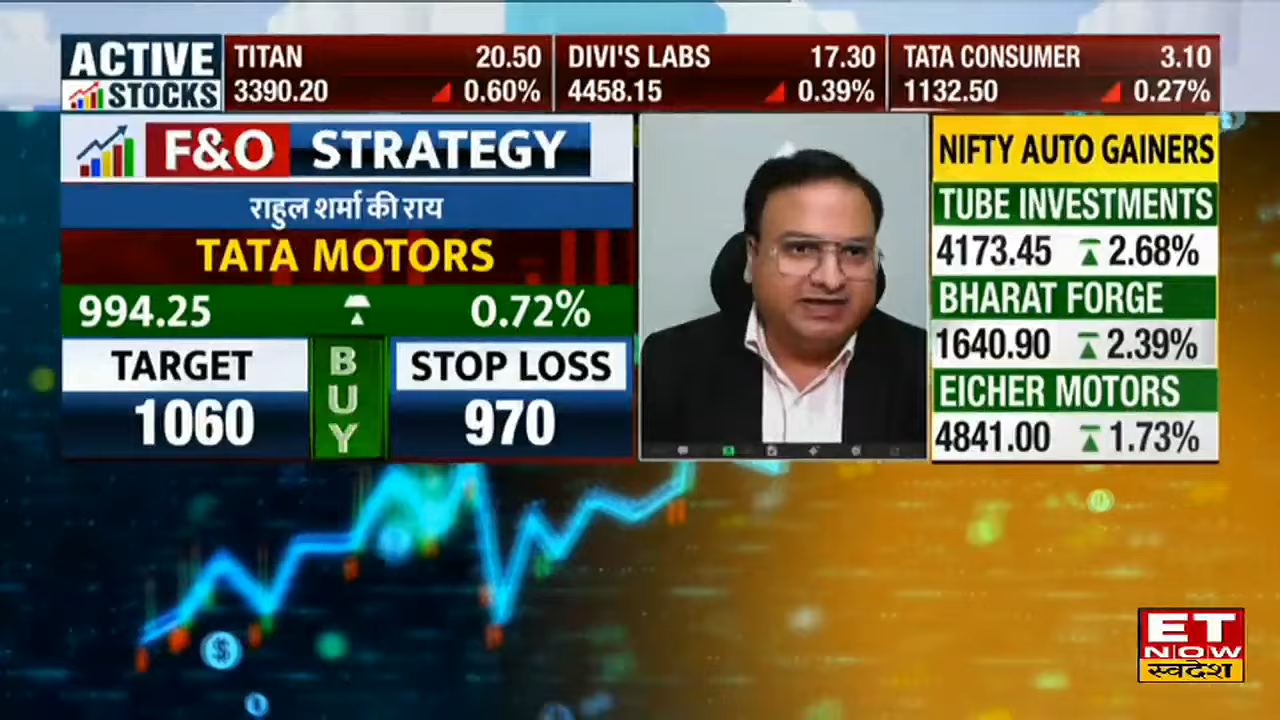 ACTIVE STOCKS
TITAN 20.50
3390.20 0.60%
DIVI'S LABS 17.30
4458.15 0.39%
TATA CONSUMER 3.10
1132.50 0.27%
F&O STRATEGY
राहुल शर्मा की राय
TATA MOTORS
994.25 0.72%
TARGET
1060
BUY
STOP LOSS
970
NIFTY AUTO GAINERS
TUBE INVESTMENTS
4173.45 2.68%
BHARAT FORGE
1640.90 2.39%
EICHER MOTORS
4841.00 1.73%
$
ET
NOW
स्वदेश